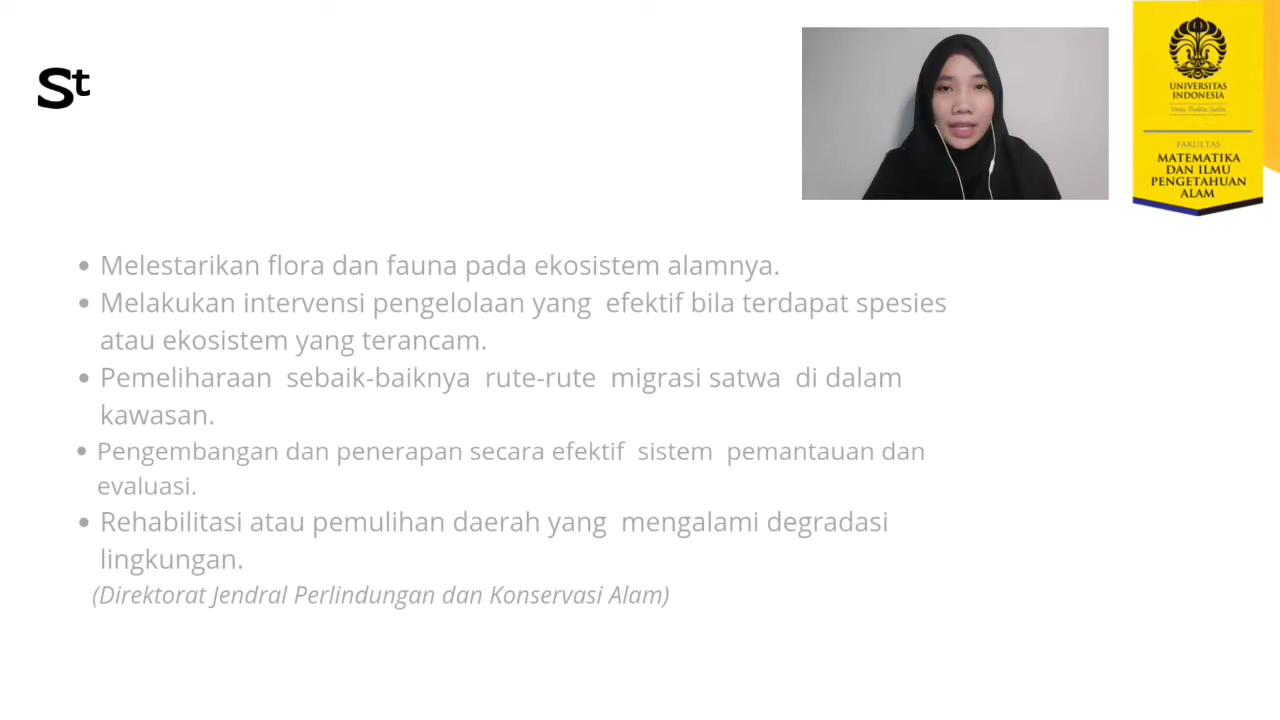 St
UNIVERSITAS
INDONESIA
Veritas, Probitas, Iustitia
FAKULTAS
MATEMATIKA
DAN ILMU
PENGETAHUAN
ALAM
• Melestarikan flora dan fauna pada ekosistem alamnya.
• Melakukan intervensi pengelolaan yang efektif bila terdapat spesies
atau ekosistem yang terancam.
• Pemeliharaan sebaik-baiknya rute-rute migrasi satwa di dalam
kawasan.
• Pengembangan dan penerapan secara efektif sistem pemantauan dan
evaluasi.
• Rehabilitasi atau pemulihan daerah yang mengalami degradasi
lingkungan.
(Direktorat Jendral Perlindungan dan Konservasi Alam)